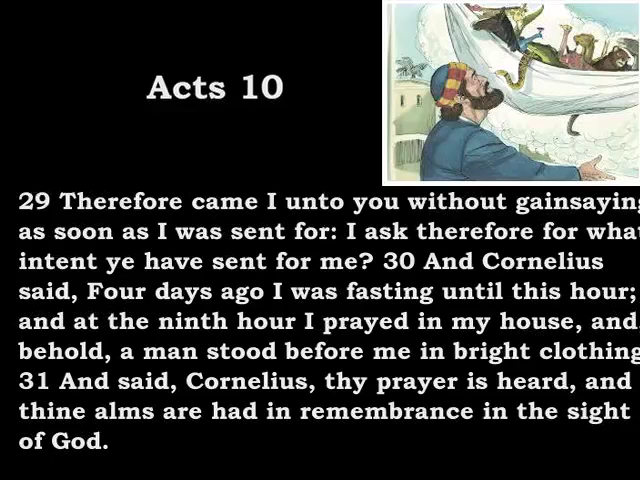 Acts 10
29 Therefore came I unto you without gainsaying
as soon as I was sent for: I ask therefore for what
intent ye have sent for me? 30 And Cornelius
said, Four days ago I was fasting until this hour;
and at the ninth hour I prayed in my house, and
behold, a man stood before me in bright clothing
31 And said, Cornelius, thy prayer is heard, and
thine alms are had in remembrance in the sight
of God.